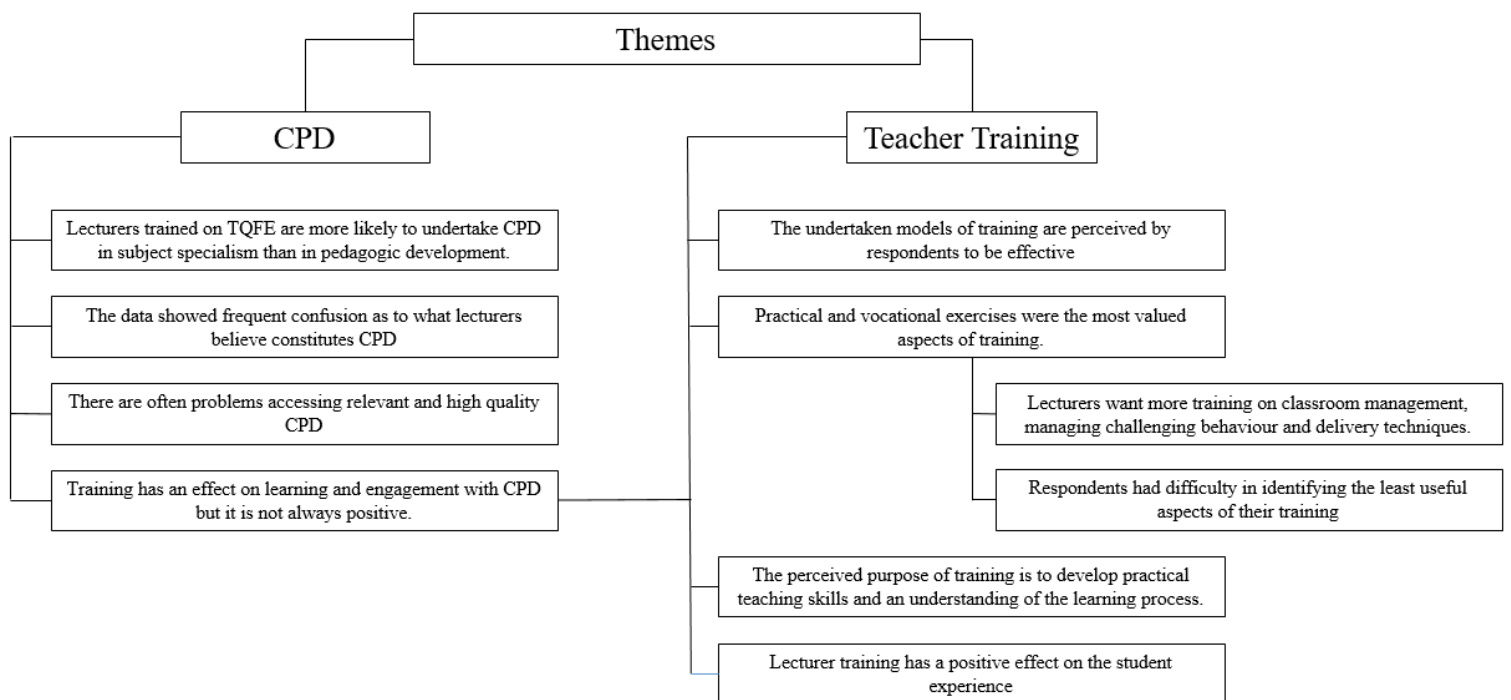 Themes
CPD
Teacher Training
Lecturers trained on TQFE are more likely to undertake CPD
in subject specialism than in pedagogic development.
The data showed frequent confusion as to what lecturers
believe constitutes CPD
There are often problems accessing relevant and high quality
CPD
Training has an effect on learning and engagement with CPD
but it is not always positive.
The undertaken models of training are perceived by
respondents to be effective
Practical and vocational exercises were the most valued
aspects of training.
Lecturers want more training on classroom management,
managing challenging behaviour and delivery techniques.
Respondents had difficulty in identifying the least useful
aspects of their training
The perceived purpose of training is to develop practical
teaching skills and an understanding of the learning process.
Lecturer training has a positive effect on the student
experience